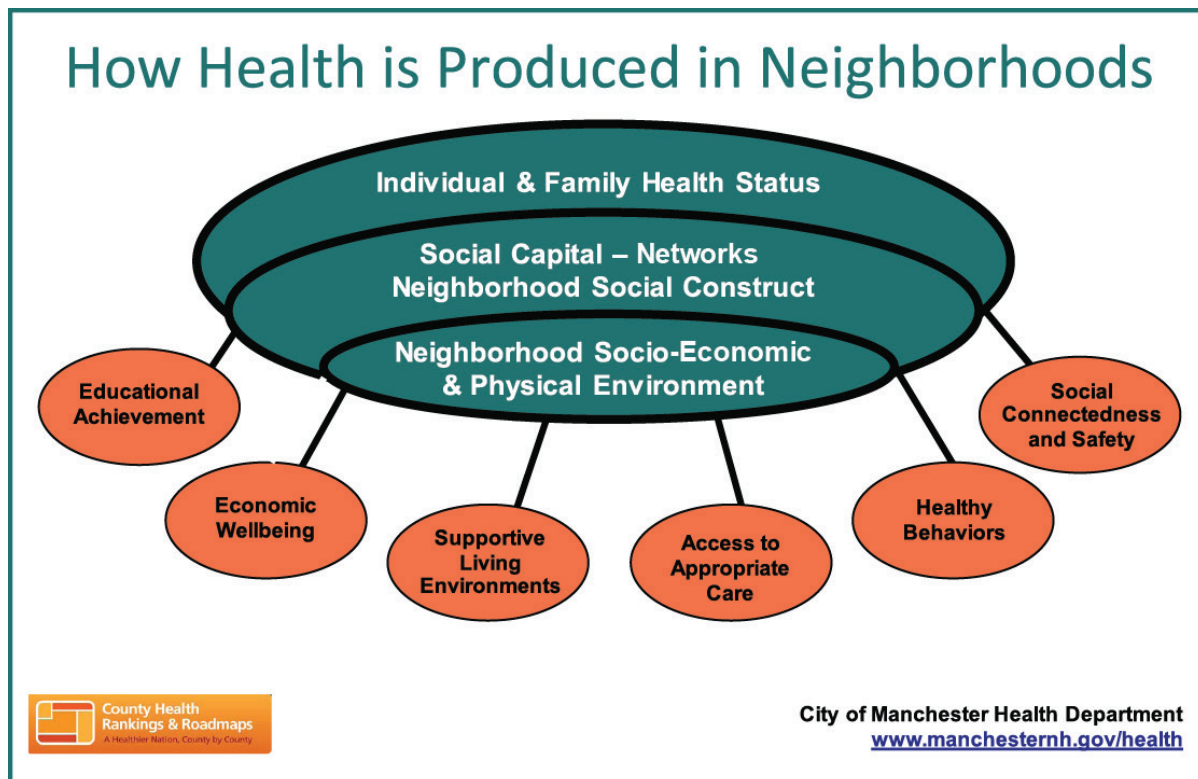 How Health is Produced in Neighborhoods
Individual & Family Health Status
Social Capital – Networks
Neighborhood Social Construct
Neighborhood Socio-Economic
& Physical Environment
Educational
Achievement
Economic
Wellbeing
Supportive
Living
Environments
Access to
Appropriate
Care
Healthy
Behaviors
Social
Connectedness
and Safety
County Health
Rankings & Roadmaps
A Healthier Nation, County by County
City of Manchester Health Department
www.manchesternh.gov/health